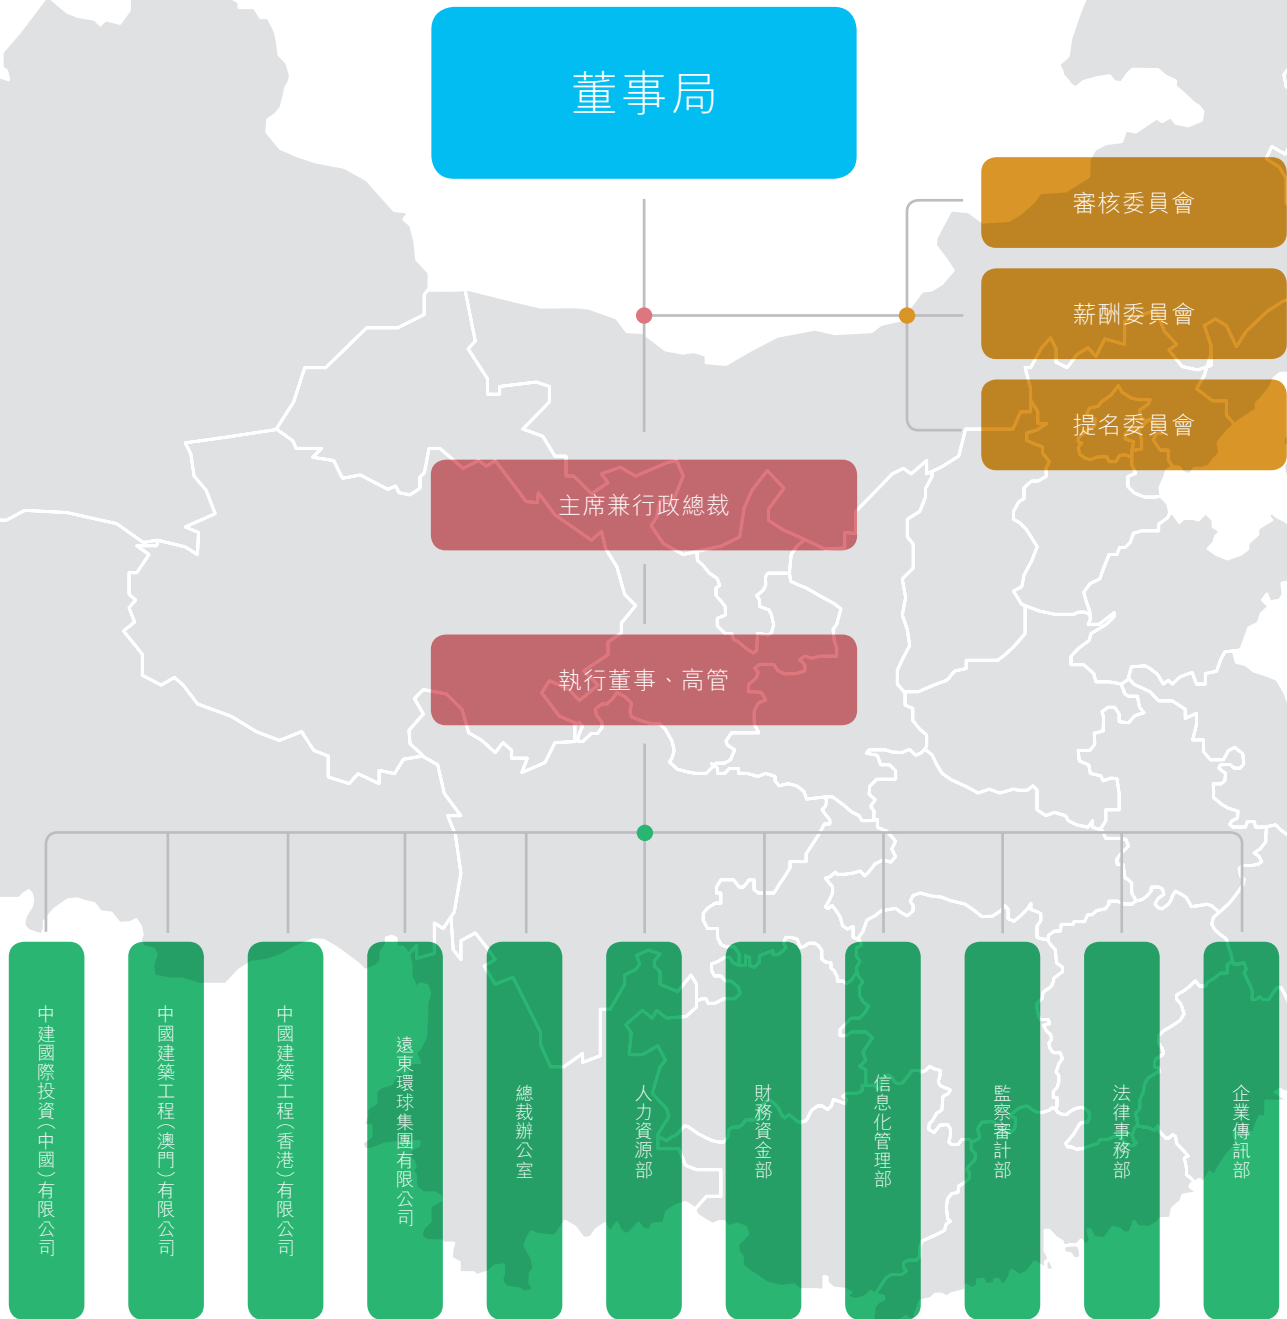 董事局
審核委員會
薪酬委員會
提名委員會
主席兼行政總裁
執行董事、高管
中建國際投資（中國）有限公司
中國建築工程（澳門）有限公司
中國建築工程（香港）有限公司
遠東環球集團有限公司
總裁辦公室
人力資源部
財務資金部
信息化管理部
監察審計部
法律事務部
企業傳訊部